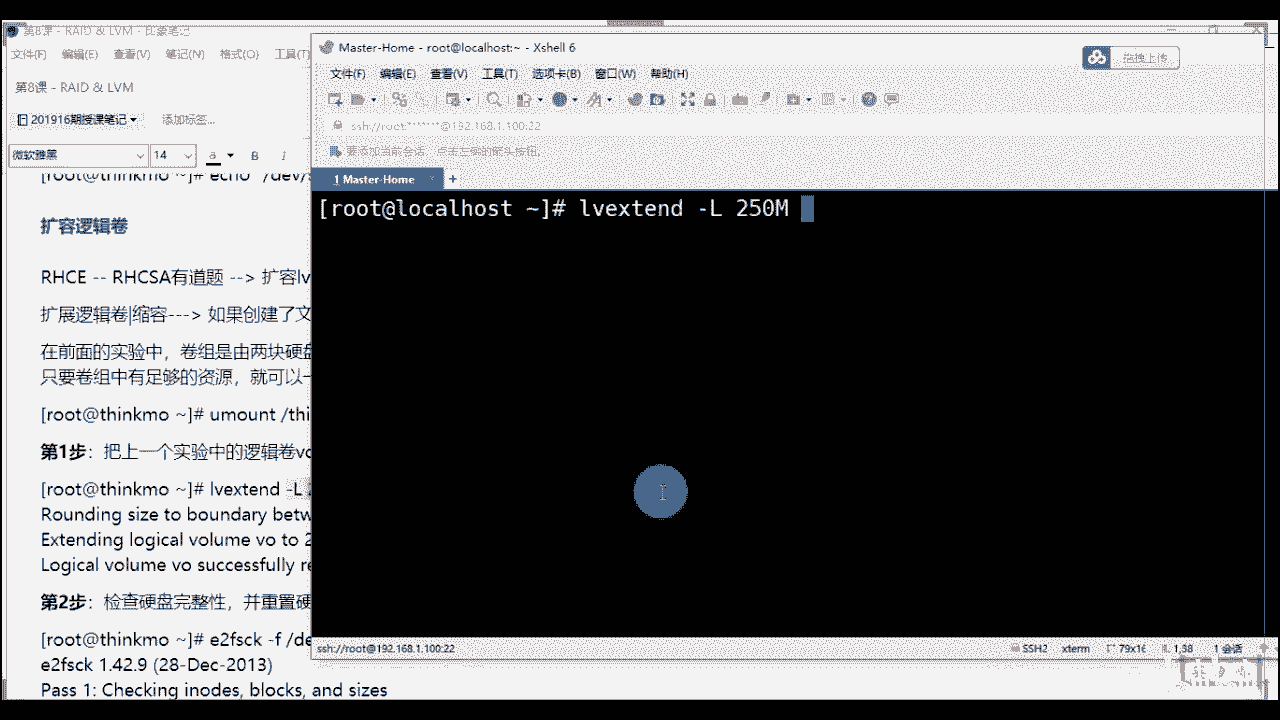 第8课 - RAID & LVM - 印象笔记
文件(F) 编辑(E) 查看(V) 笔记(N) 格式(O) 工具(T)
第8课 - RAID & LVM
201916期授课笔记 添加标签...
微软雅黑 14 a B I
[root@thinkmo ~]# echo "/dev/
扩容逻辑卷
RHCE -- RHCSA有道题 --> 扩容lv
扩展逻辑卷|缩容---> 如果创建了文
在前面的实验中，卷组是由两块硬盘
只要卷组中有足够的资源，就可以一
[root@thinkmo ~]# umount /thi
第1步：把上一个实验中的逻辑卷vo
[root@thinkmo ~]# lvextend -L
Rounding size to boundary betw
Extending logical volume vo to 2
Logical volume vo successfully re
第2步：检查硬盘完整性，并重置硬
[root@thinkmo ~]# e2fsck -f /de
e2fsck 1.42.9 (28-Dec-2013)
Pass 1: Checking inodes, blocks, and sizes
Master-Home - root@localhost:~ - Xshell 6
拖拽上传
文件(F) 编辑(E) 查看(V) 工具(T) 选项卡(B) 窗口(W) 帮助(H)
ssh://root:*******@192.168.1.100:22
要添加当前会话，点击左侧的箭头按钮。
1 Master-Home +
[root@localhost ~]# lvextend -L 250M
ssh://root@192.168.1.100:22 SSH2 xterm 79x16 1,38 1 会话